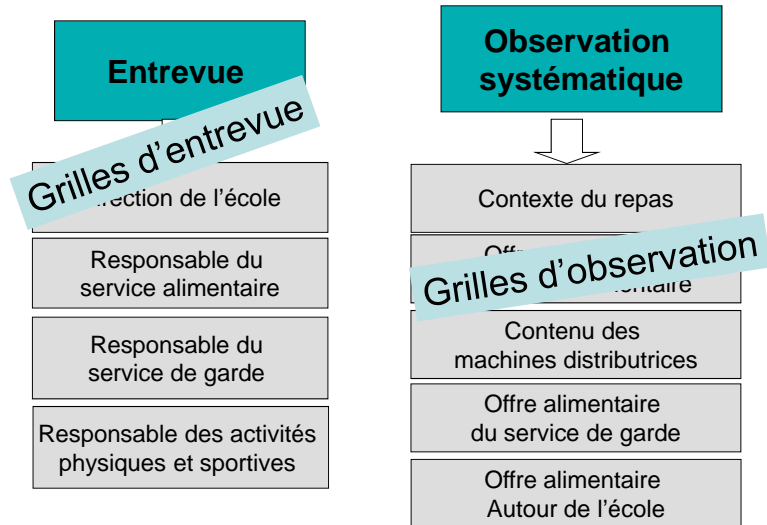 Entrevue
Grilles d'entrevue
de l'école
Responsable du
service alimentaire
Responsable du
service de garde
Responsable des activités
physiques et sportives
Observation
systématique
Contexte du repas
Grilles d'observation
Contenu des
machines distributrices
Offre alimentaire
du service de garde
Offre alimentaire
Autour de l'école